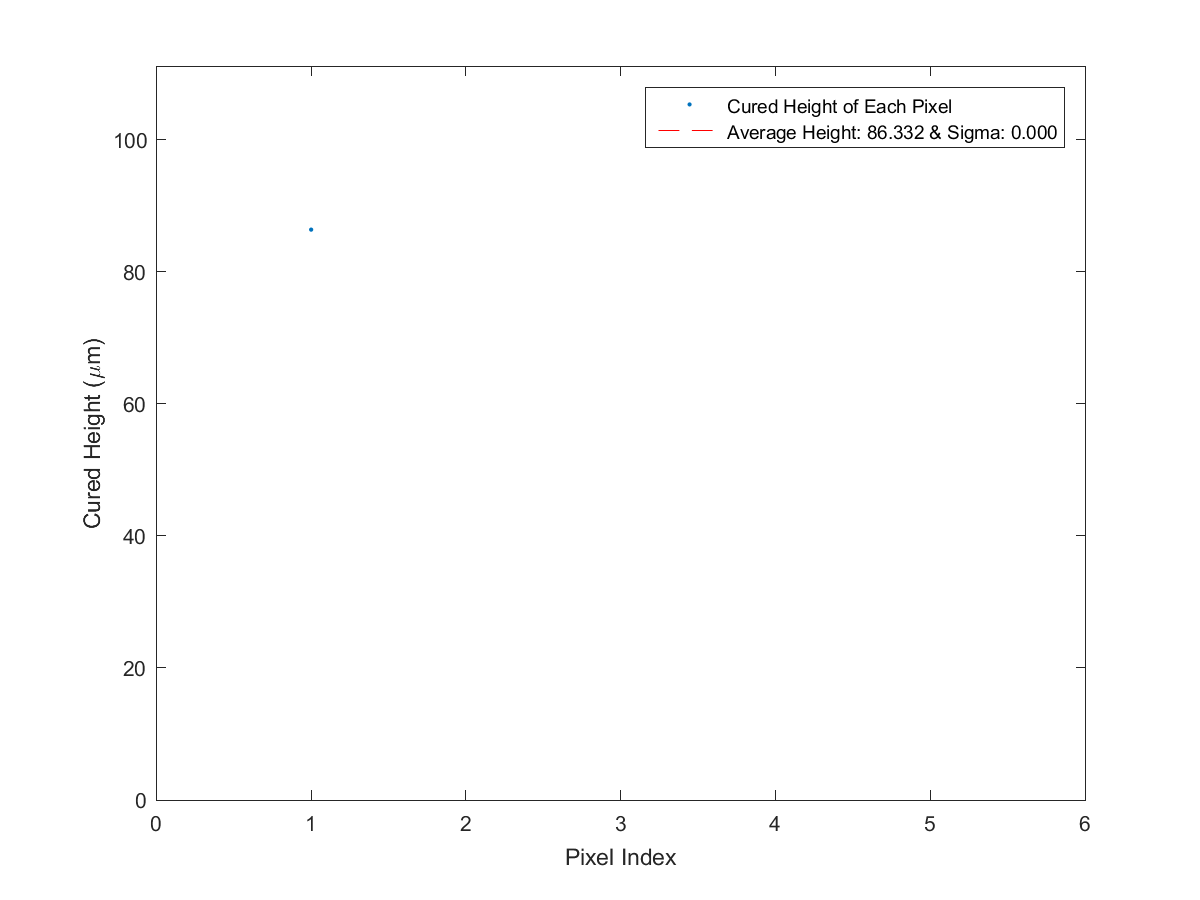 Cured Height of Each Pixel
Average Height: 86.332 & Sigma: 0.000
100
80
60
40
20
0
Cured Height (μm)
0 1 2 3 4 5 6
Pixel Index